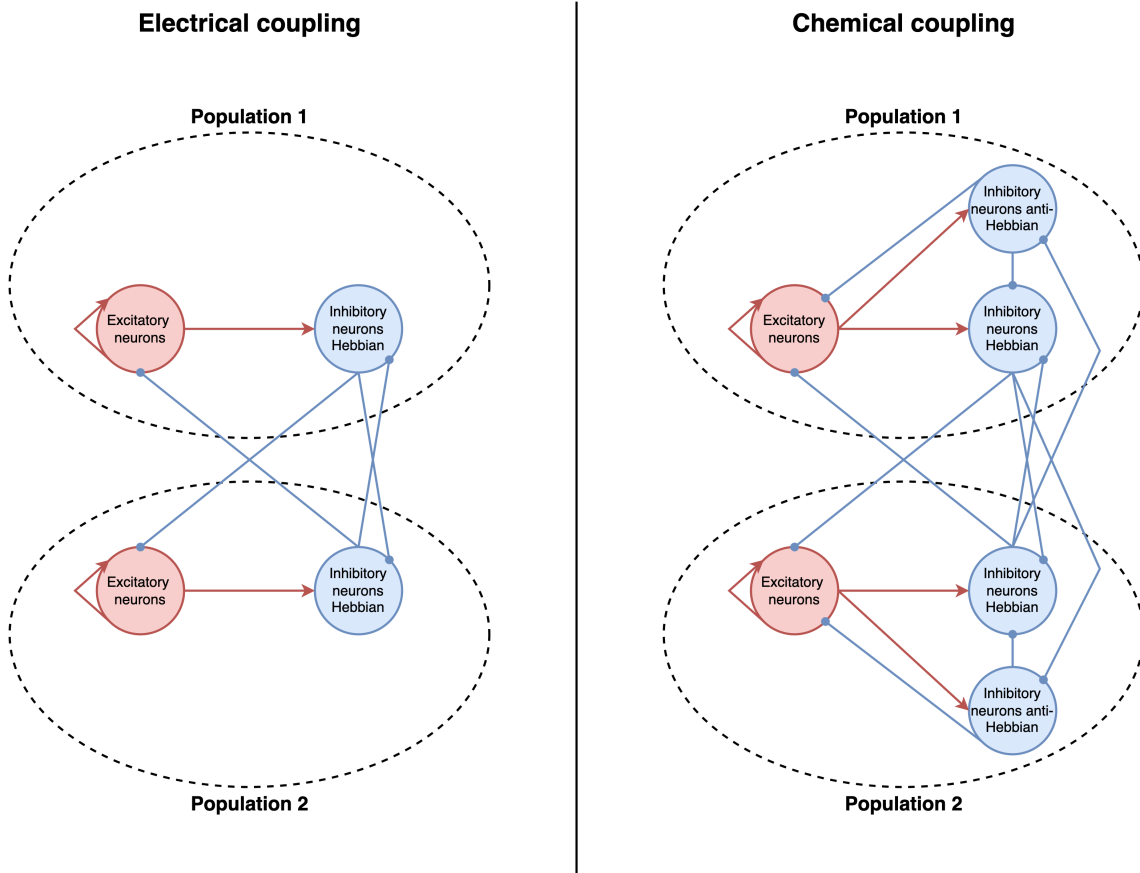 Electrical coupling
Population 1
Excitatory
neurons
Inhibitory
neurons
Hebbian
Excitatory
neurons
Inhibitory
neurons
Hebbian
Population 2
Chemical coupling
Population 1
Inhibitory
neurons anti-
Hebbian
Excitatory
neurons
Inhibitory
neurons
Hebbian
Excitatory
neurons
Inhibitory
neurons
Hebbian
Inhibitory
neurons anti-
Hebbian
Population 2